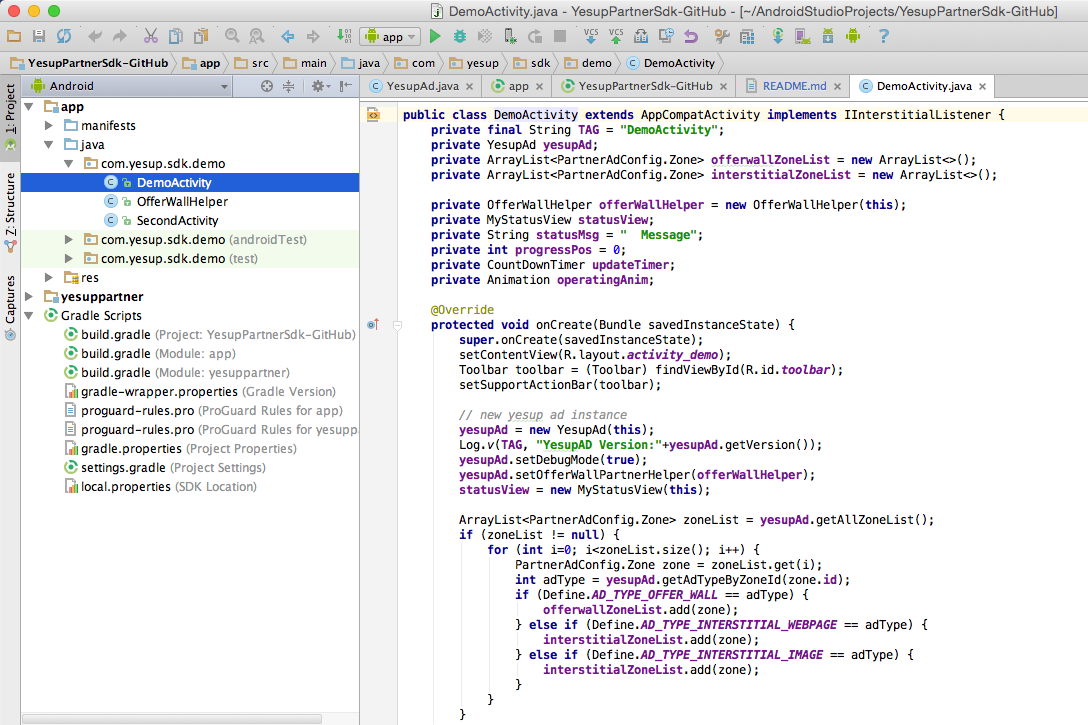 DemoActivity.java - YesupPartnerSdk-GitHub - [~/AndroidStudioProjects/YesupPartnerSdk-GitHub]
app
VCS VCS
YesupPartnerSdk-GitHub app src main java com yesup sdk demo DemoActivity
1: Project
Z: Structure
Captures
Android
app
manifests
java
com.yesup.sdk.demo
DemoActivity
OfferWallHelper
SecondActivity
com.yesup.sdk.demo (androidTest)
com.yesup.sdk.demo (test)
res
yesuppartner
Gradle Scripts
build.gradle (Project: YesupPartnerSdk-GitHub)
build.gradle (Module: app)
build.gradle (Module: yesuppartner)
gradle-wrapper.properties (Gradle Version)
proguard-rules.pro (ProGuard Rules for app)
proguard-rules.pro (ProGuard Rules for yesupp
gradle.properties (Project Properties)
settings.gradle (Project Settings)
local.properties (SDK Location)
YesupAd.java app YesupPartnerSdk-GitHub README.md DemoActivity.java
public class DemoActivity extends AppCompatActivity implements IInterstitialListener {
private final String TAG = "DemoActivity";
private YesupAd yesupAd;
private ArrayList<PartnerAdConfig.Zone> offerwallZoneList = new ArrayList<>();
private ArrayList<PartnerAdConfig.Zone> interstitialZoneList = new ArrayList<>();
private OfferWallHelper offerWallHelper = new OfferWallHelper(this);
private MyStatusView statusView;
private String statusMsg = "  Message";
private int progressPos = 0;
private CountDownTimer updateTimer;
private Animation operatingAnim;
@Override
protected void onCreate(Bundle savedInstanceState) {
super.onCreate(savedInstanceState);
setContentView(R.layout.activity_demo);
Toolbar toolbar = (Toolbar) findViewById(R.id.toolbar);
setSupportActionBar(toolbar);
// new yesup ad instance
yesupAd = new YesupAd(this);
Log.v(TAG, "YesupAD Version:"+yesupAd.getVersion());
yesupAd.setDebugMode(true);
yesupAd.setOfferWallPartnerHelper(offerWallHelper);
statusView = new MyStatusView(this);
ArrayList<PartnerAdConfig.Zone> zoneList = yesupAd.getAllZoneList();
if (zoneList != null) {
for (int i=0; i<zoneList.size(); i++) {
PartnerAdConfig.Zone zone = zoneList.get(i);
int adType = yesupAd.getAdTypeByZoneId(zone.id);
if (Define.AD_TYPE_OFFER_WALL == adType) {
offerwallZoneList.add(zone);
} else if (Define.AD_TYPE_INTERSTITIAL_WEBPAGE == adType) {
interstitialZoneList.add(zone);
} else if (Define.AD_TYPE_INTERSTITIAL_IMAGE == adType) {
interstitialZoneList.add(zone);
}
}
}